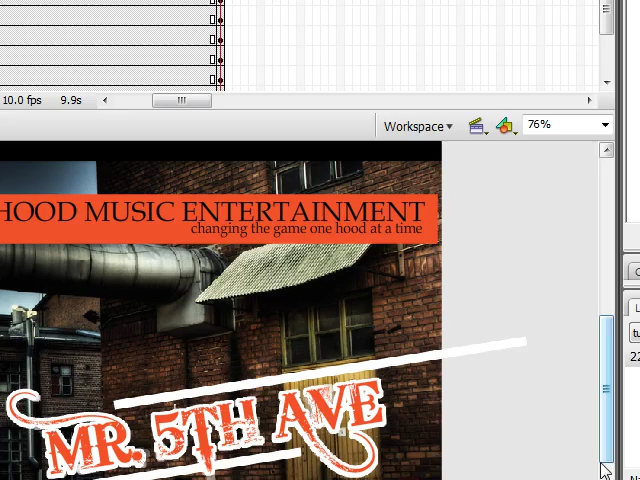 10.0 fps 9.9s
Workspace
76%
HOOD MUSIC ENTERTAINMENT
changing the game one hood at a time
MR. 5TH AVE